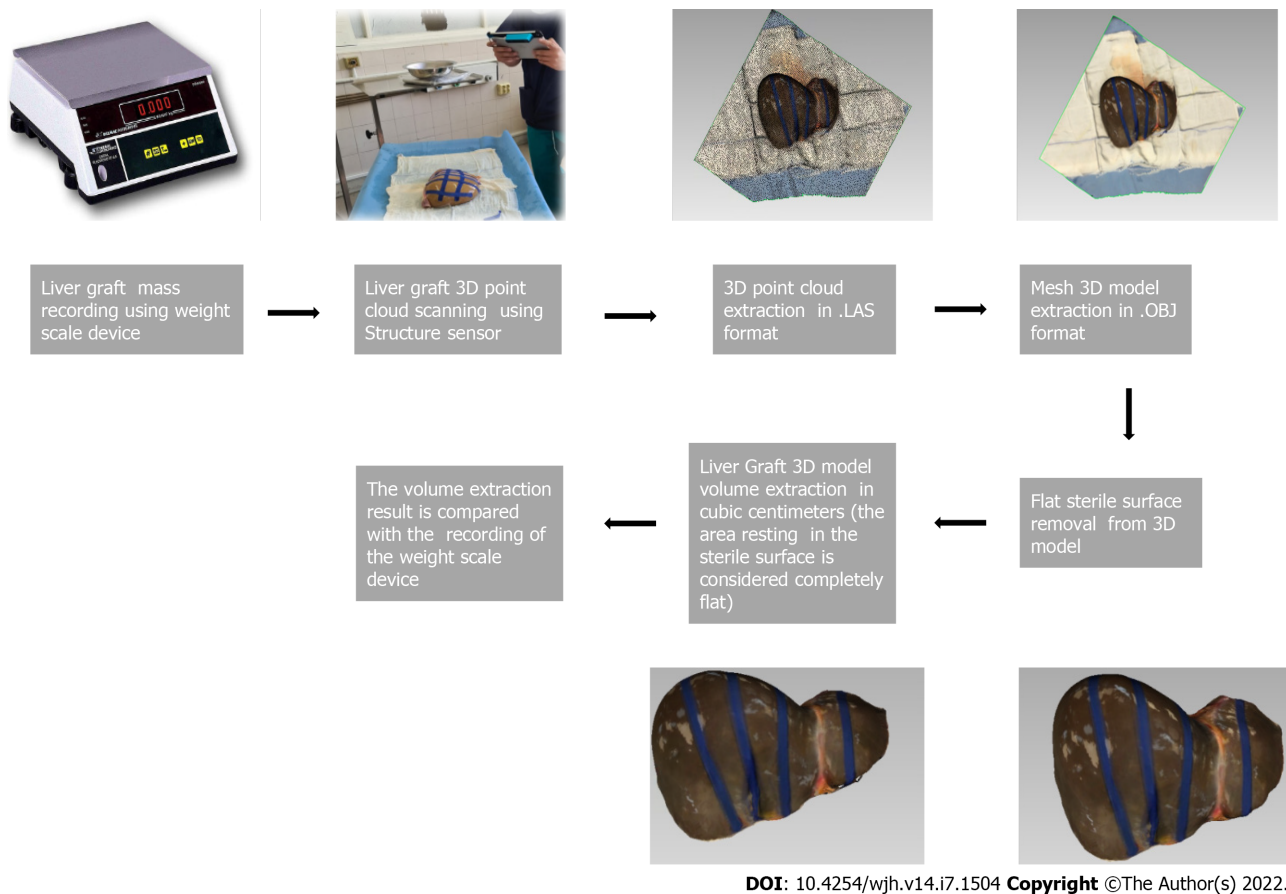 0.000
Liver graft mass
recording using weight
scale device
Liver graft 3D point
cloud scanning using
Structure sensor
3D point cloud
extraction in .LAS
format
Mesh 3D model
extraction in .OBJ
format
Flat sterile surface
removal from 3D
model
Liver Graft 3D model
volume extraction in
cubic centimeters (the
area resting in the
sterile surface is
considered completely
flat)
The volume extraction
result is compared
with the recording of
the weight scale
device
DOI: 10.4254/wjh.v14.i7.1504 Copyright ©The Author(s) 2022.